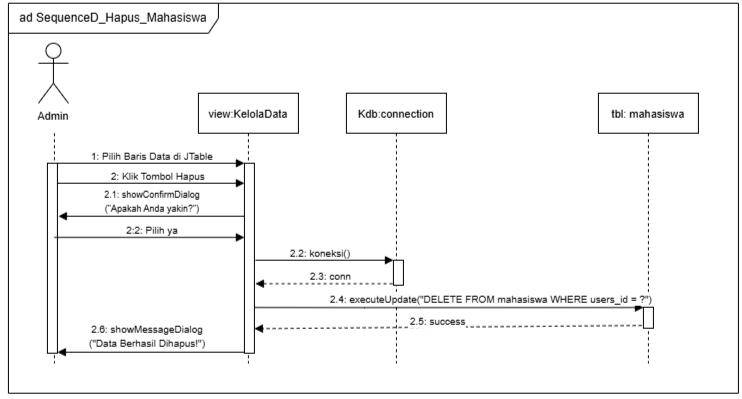 ad SequenceD_Hapus_Mahasiswa
Admin
view:KelolaData
Kdb:connection
tbl: mahasiswa
1: Pilih Baris Data di JTable
2: Klik Tombol Hapus
2.1: showConfirmDialog
("Apakah Anda yakin?")
2:2: Pilih ya
2.2: koneksi()
2.3: conn
2.4: executeUpdate("DELETE FROM mahasiswa WHERE users_id = ?")
2.5: success
2.6: showMessageDialog
("Data Berhasil Dihapus!")